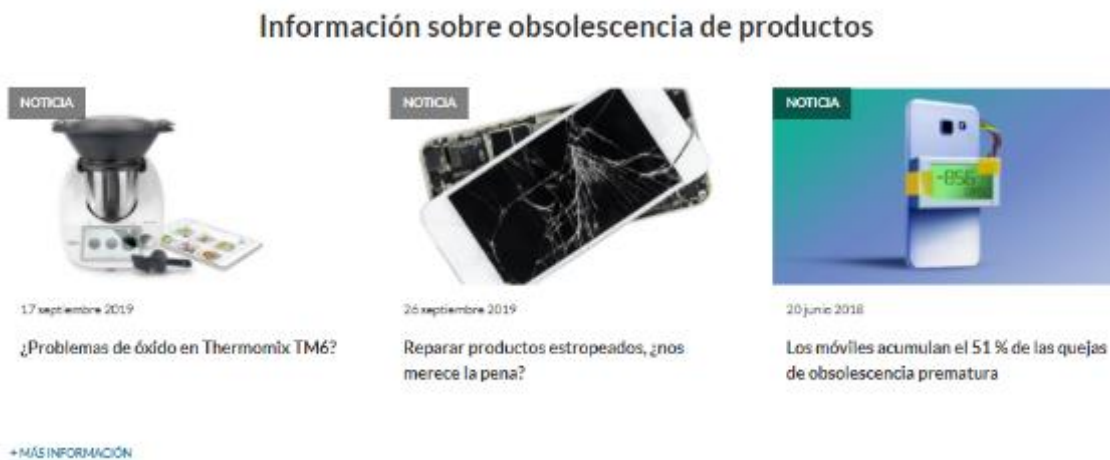 Información sobre obsolescencia de productos
NOTICIA
NOTICIA
NOTICIA
-856
17 septiembre 2019
26 septiembre 2019
20 junio 2018
¿Problemas de óxido en Thermomix TM6?
Reparar productos estropeados, ¿nos
merece la pena?
Los móviles acumulan el 51 % de las quejas
de obsolescencia prematura
+ MÁS INFORMACIÓN